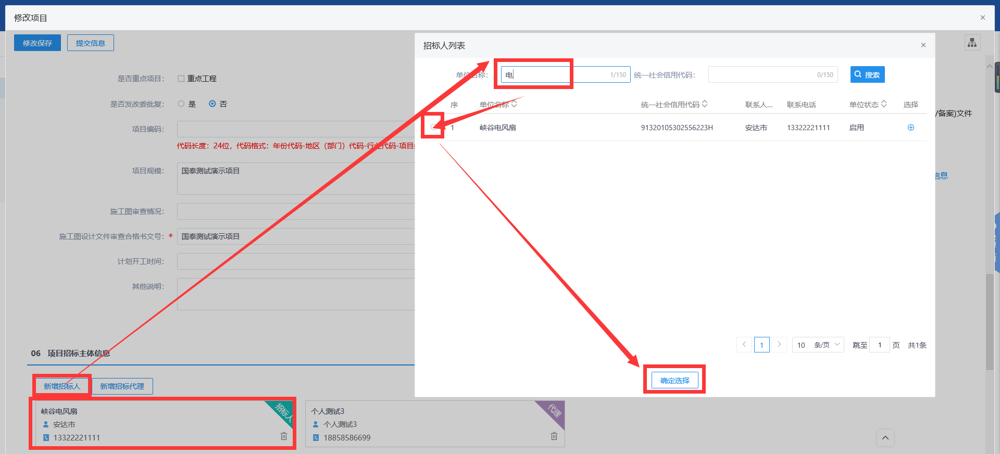 修改项目
修改保存 提交信息
是否重点项目： 重点工程
是否发改委批复： 是 否
项目编码：
代码长度：24位，代码格式：年份代码-地区（部门）代码-行业代码-项目
项目规模： 国泰测试演示项目
施工图审查情况：
施工图设计文件审查合格书文号：* 国泰测试演示项目
计划开工时间：
其他说明：
06 项目招标主体信息
新增招标人 新增招标代理
峡谷电风扇 招标人
安达市
13322221111
个人测试3 代理
个人测试3
18858586699
招标人列表
单位名称： 电 1/150 统一社会信用代码： 0/150 搜索
序 单位名称 统一社会信用代码 联系人... 联系电话 单位状态 选择
1 峡谷电风扇 91320105302556223H 安达市 13322221111 启用
1 10 条/页 跳至 1 页 共1条
确定选择
/备案)文件
信息